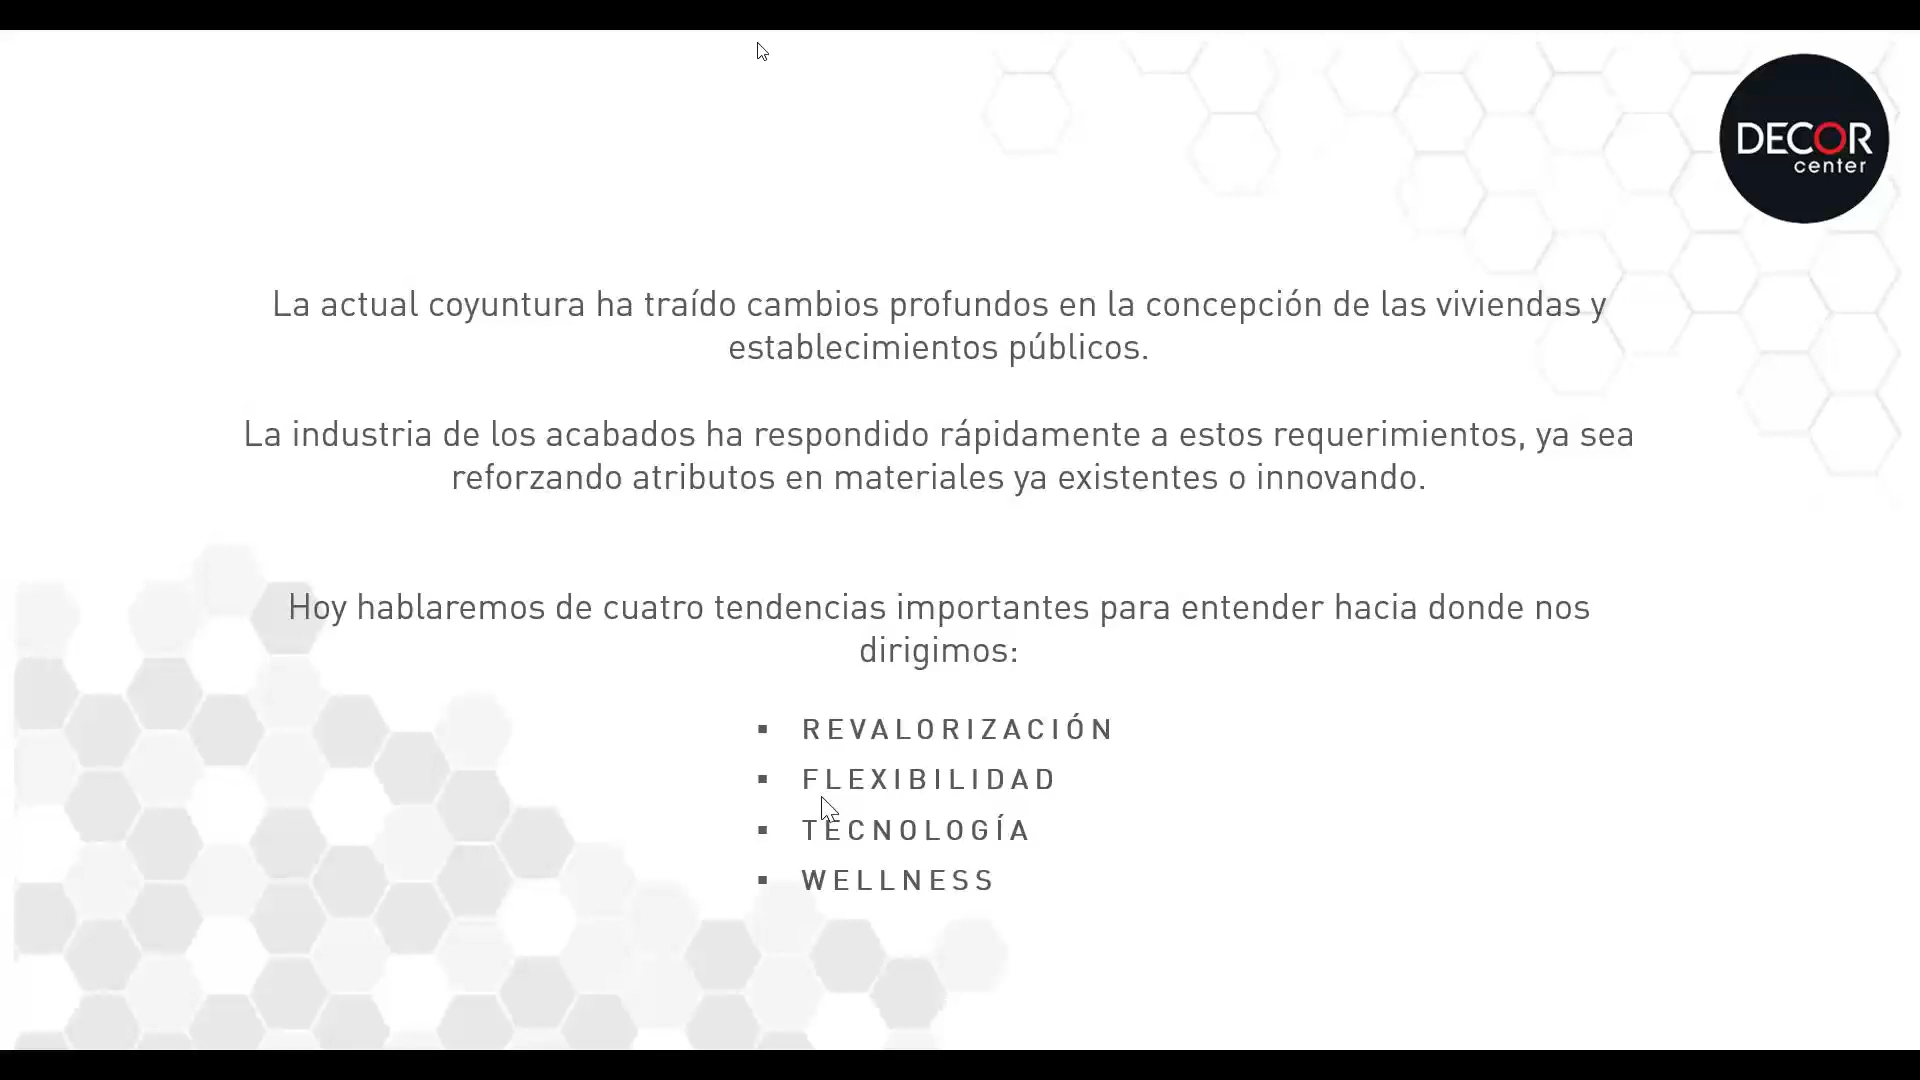 DECOR
center
La actual coyuntura ha traído cambios profundos en la concepción de las viviendas y
establecimientos públicos.
La industria de los acabados ha respondido rápidamente a estos requerimientos, ya sea
reforzando atributos en materiales ya existentes o innovando.
Hoy hablaremos de cuatro tendencias importantes para entender hacia donde nos
dirigimos:
▪ REVALORIZACIÓN
▪ FLEXIBILIDAD
▪ TECNOLOGÍA
▪ WELLNESS